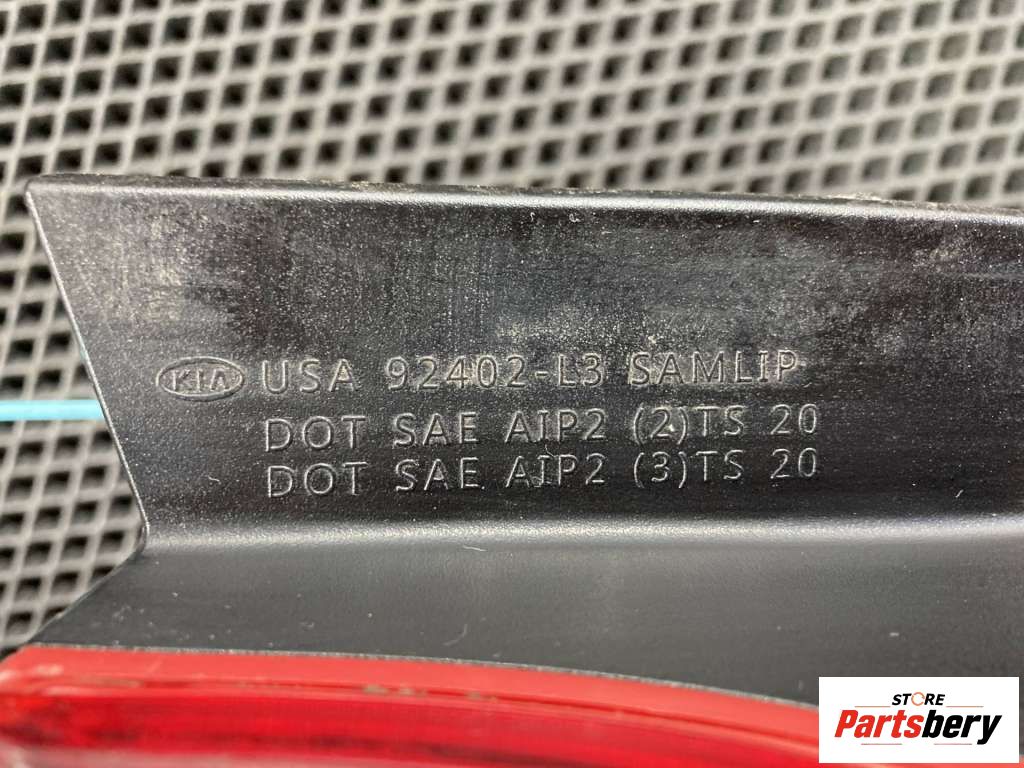 KIA USA 92402-L3 SAMLIP
DOT SAE AIP2 (2)TS 20
DOT SAE AIP2 (3)TS 20
STORE
Partsbery